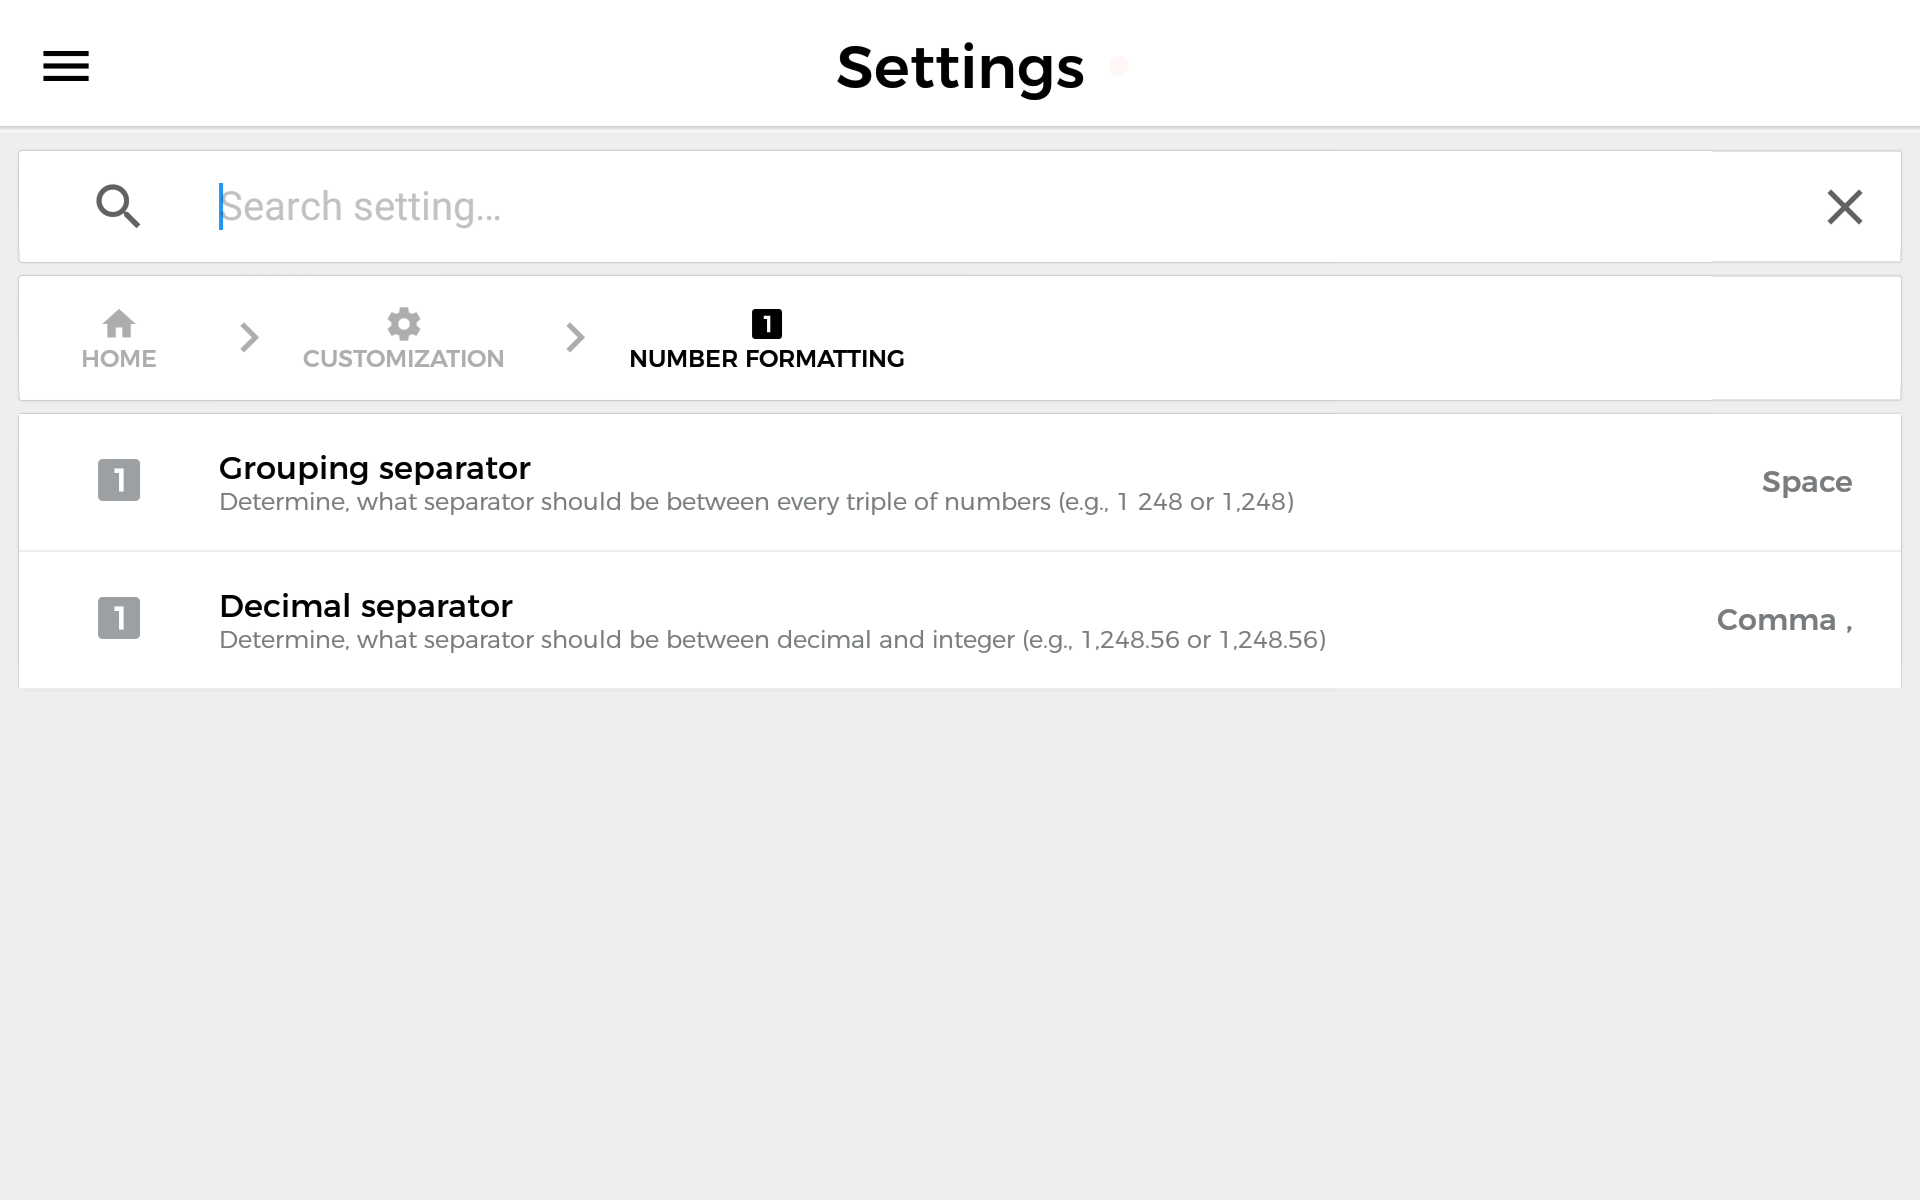 Settings
Search setting...
HOME
CUSTOMIZATION
1
NUMBER FORMATTING
1
Grouping separator
Determine, what separator should be between every triple of numbers (e.g., 1 248 or 1,248)
Space
1
Decimal separator
Determine, what separator should be between decimal and integer (e.g., 1,248.56 or 1,248.56)
Comma ,